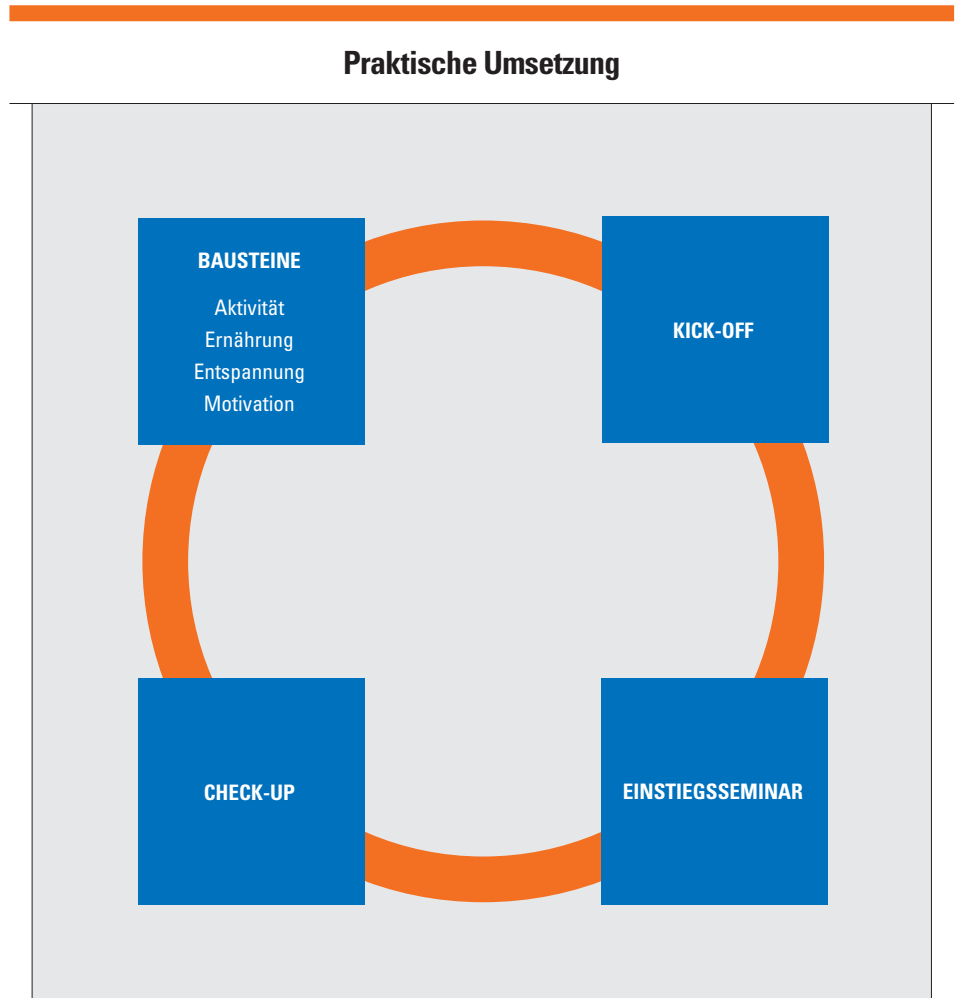 Praktische Umsetzung
BAUSTEINE
Aktivität
Ernährung
Entspannung
Motivation
KICK-OFF
CHECK-UP
EINSTIEGSSEMINAR